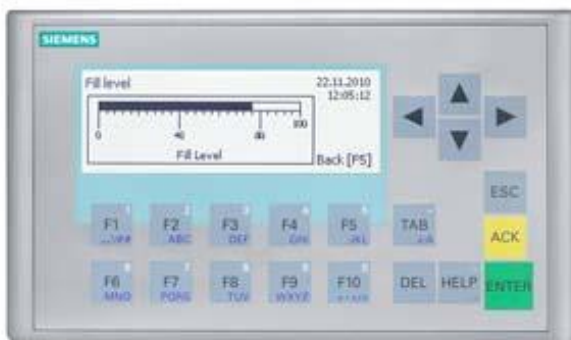 SIEMENS
Fill level 22.11.2010
12:05:12
0 40 80 100
Fill Level
Back [F5]
ESC
F1 F2 F3 F4 F5 TAB
ABC DEF GHI JKL
ACK
F6 F7 F8 F9 F10 DEL HELP ENTER
MNO PQRS TUV WXYZ